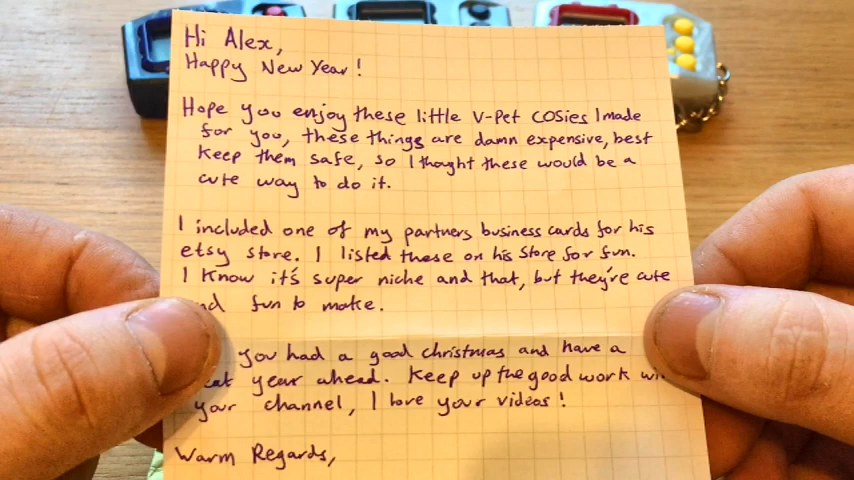 Hi Alex,
Happy New Year!
Hope you enjoy these little V-Pet cosies I made
for you, these things are damn expensive, best
keep them safe, so I thought these would be a
cute way to do it.
I included one of my partners business cards for his
etsy store. I listed these on his store for fun.
I know it's super niche and that, but they're cute
and fun to make.
you had a good christmas and have a
year ahead. Keep up the good work
your channel, I love your videos!
Warm Regards,